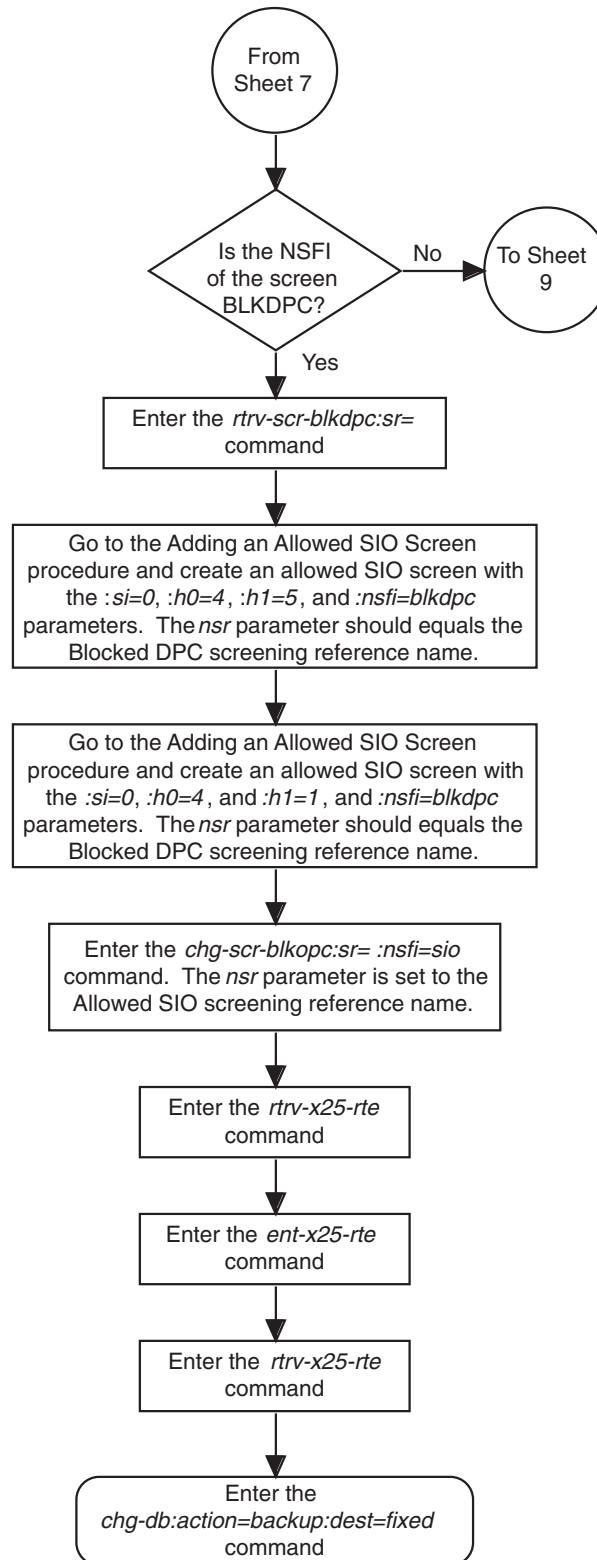 From
Sheet 7
Is the NSFI
of the screen
BLKDPC?
No
To Sheet
9
Yes
Enter the rtrv-scr-blkdpc:sr=
command
Go to the Adding an Allowed SIO Screen
procedure and create an allowed SIO screen with
the :si=0, :h0=4, :h1=5, and :nsfi=blkdpc
parameters. The nsr parameter should equals the
Blocked DPC screening reference name.
Go to the Adding an Allowed SIO Screen
procedure and create an allowed SIO screen with
the :si=0, :h0=4, and :h1=1, and :nsfi=blkdpc
parameters. The nsr parameter should equals the
Blocked DPC screening reference name.
Enter the chg-scr-blkopc:sr= :nsfi=sio
command. The nsr parameter is set to the
Allowed SIO screening reference name.
Enter the rtrv-x25-rte
command
Enter the ent-x25-rte
command
Enter the rtrv-x25-rte
command
Enter the
chg-db:action=backup:dest=fixed
command